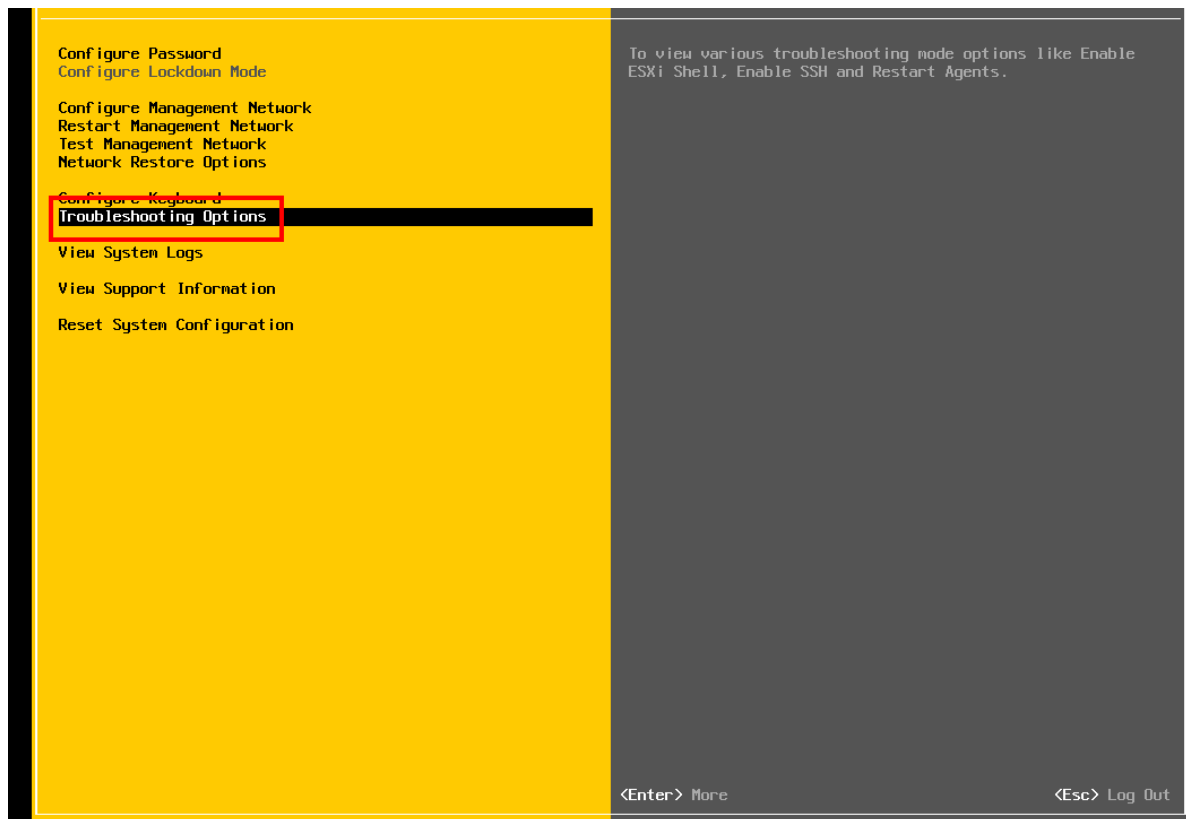 Configure Password
Configure Lockdown Mode
Configure Management Network
Restart Management Network
Test Management Network
Network Restore Options
Configure Keyboard
Troubleshooting Options
View System Logs
View Support Information
Reset System Configuration
To view various troubleshooting mode options like Enable
ESXi Shell, Enable SSH and Restart Agents.
<Enter> More
<Esc> Log Out